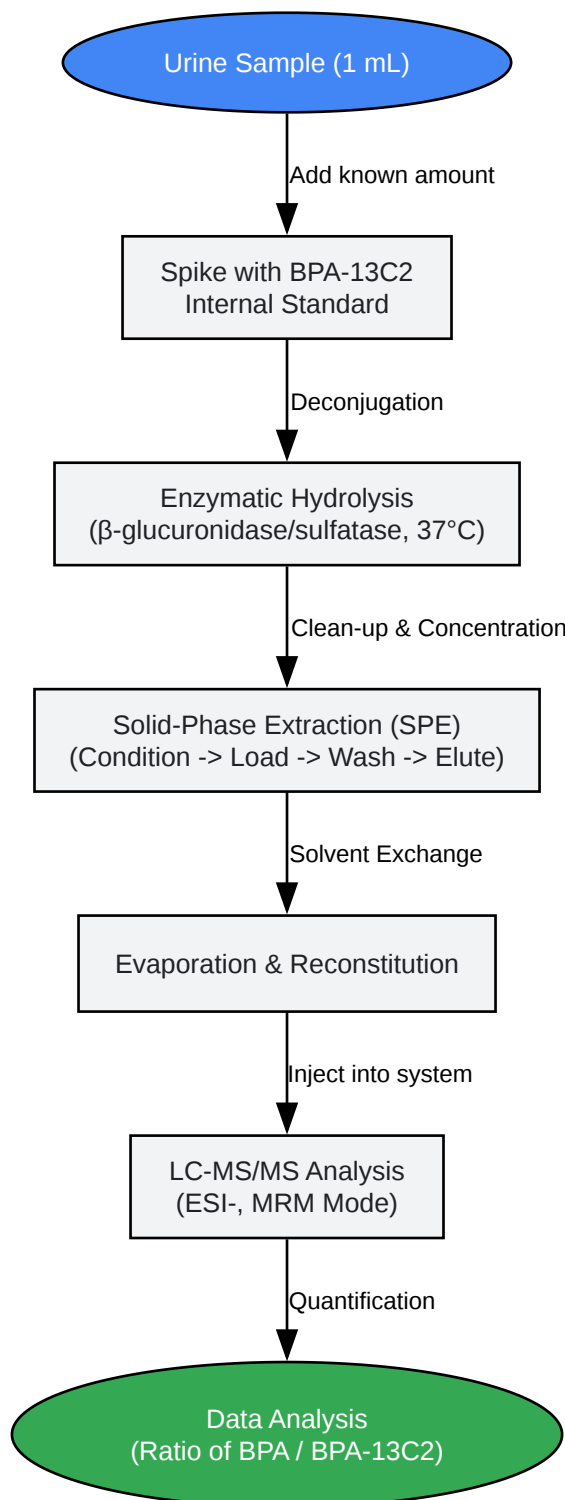 Urine Sample (1 mL)
Add known amount
Spike with BPA-13C2
Internal Standard
Deconjugation
Enzymatic Hydrolysis
(β-glucuronidase/sulfatase, 37°C)
Clean-up & Concentration
Solid-Phase Extraction (SPE)
(Condition -> Load -> Wash -> Elute)
Solvent Exchange
Evaporation & Reconstitution
Inject into system
LC-MS/MS Analysis
(ESI-, MRM Mode)
Quantification
Data Analysis
(Ratio of BPA / BPA-13C2)